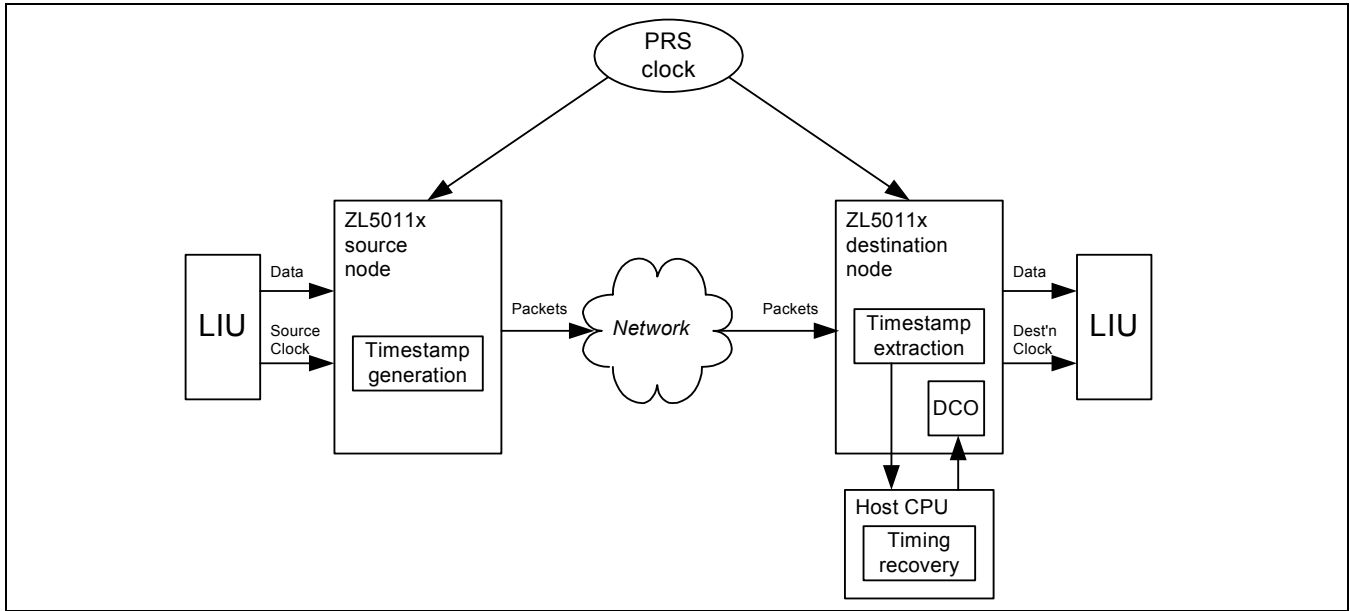 PRS
clock
ZL5011x
source
node
ZL5011x
destination
node
Data
Source
Clock
LIU
Timestamp
generation
Packets
Network
Packets
Timestamp
extraction
DCO
Data
Dest'n
Clock
LIU
Host CPU
Timing
recovery